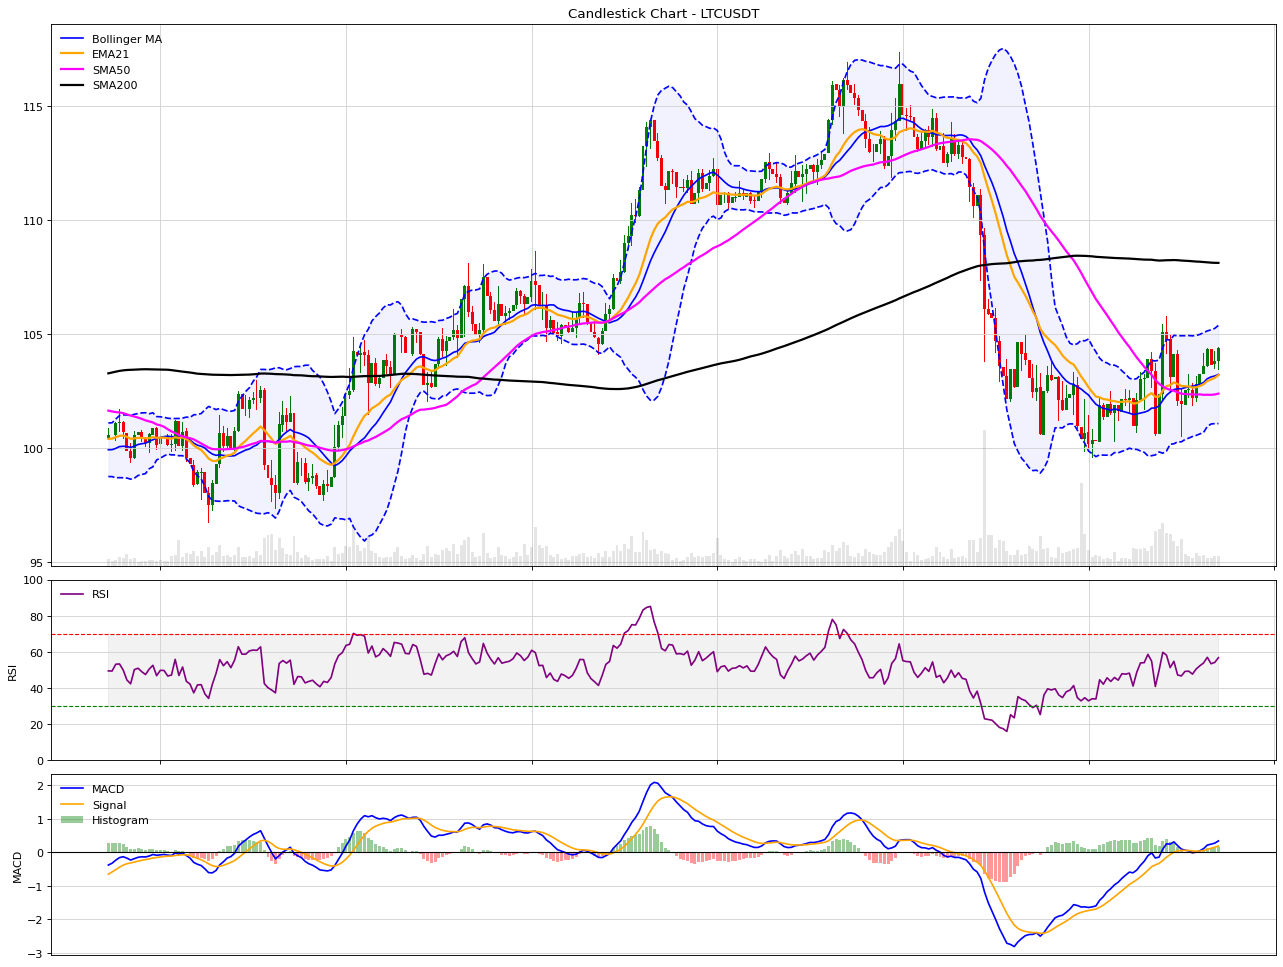 Candlestick Chart - LTCUSDT
Bollinger MA
EMA21
SMA50
SMA200
115
110
105
100
95
100
80
60
40
20
0
RSI
RSI
2
1
0
−1
−2
−3
MACD
MACD
Signal
Histogram